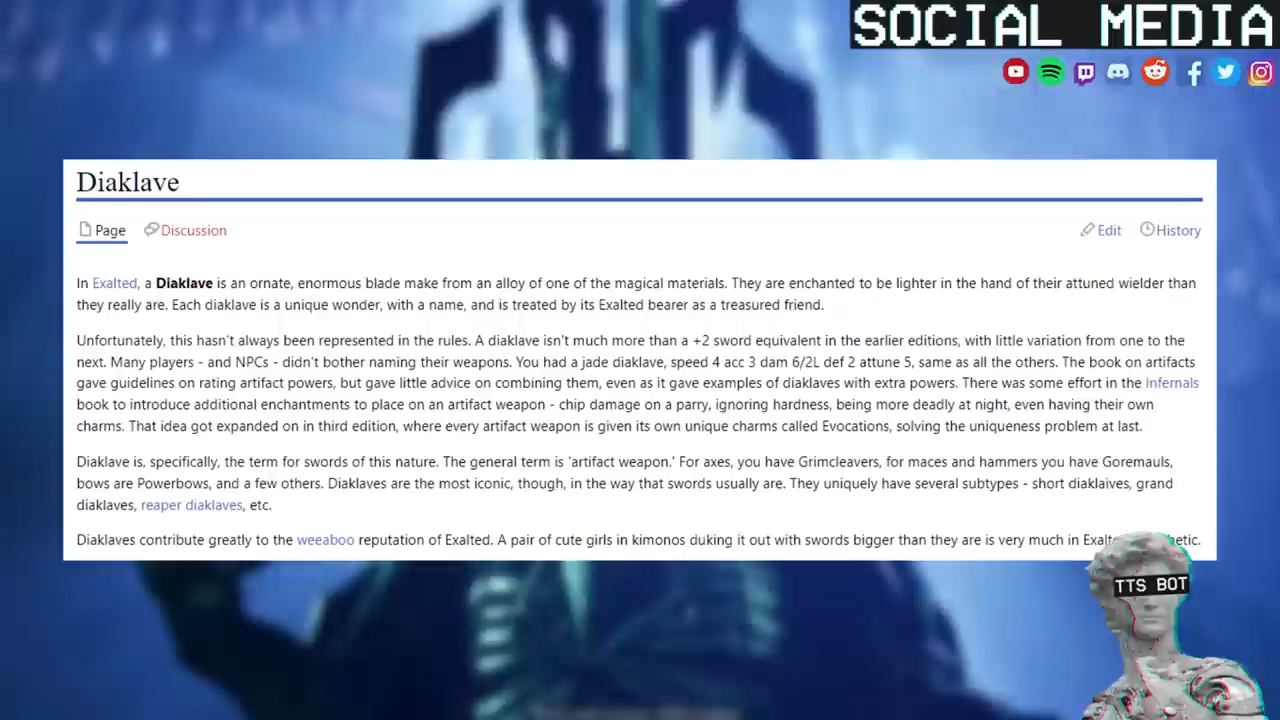 SOCIAL MEDIA
Diaklave
Page
Discussion
Edit
History
In Exalted, a Diaklave is an ornate, enormous blade make from an alloy of one of the magical materials. They are enchanted to be lighter in the hand of their attuned wielder than
they really are. Each diaklave is a unique wonder, with a name, and is treated by its Exalted bearer as a treasured friend.
Unfortunately, this hasn't always been represented in the rules. A diaklave isn't much more than a +2 sword equivalent in the earlier editions, with little variation from one to the
next. Many players - and NPCs - didn't bother naming their weapons. You had a jade diaklave, speed 4 acc 3 dam 6/2L def 2 attune 5, same as all the others. The book on artifacts
gave guidelines on rating artifact powers, but gave little advice on combining them, even as it gave examples of diaklaves with extra powers. There was some effort in the Infernals
book to introduce additional enchantments to place on an artifact weapon - chip damage on a parry, ignoring hardness, being more deadly at night, even having their own
charms. That idea got expanded on in third edition, where every artifact weapon is given its own unique charms called Evocations, solving the uniqueness problem at last.
Diaklave is, specifically, the term for swords of this nature. The general term is 'artifact weapon.' For axes, you have Grimcleavers, for maces and hammers you have Goremauls,
bows are Powerbows, and a few others. Diaklaves are the most iconic, though, in the way that swords usually are. They uniquely have several subtypes - short diaklaives, grand
diaklaves, reaper diaklaves, etc.
Diaklaves contribute greatly to the weeaboo reputation of Exalted. A pair of cute girls in kimonos duking it out with swords bigger than they are is very much in
TTS BOT